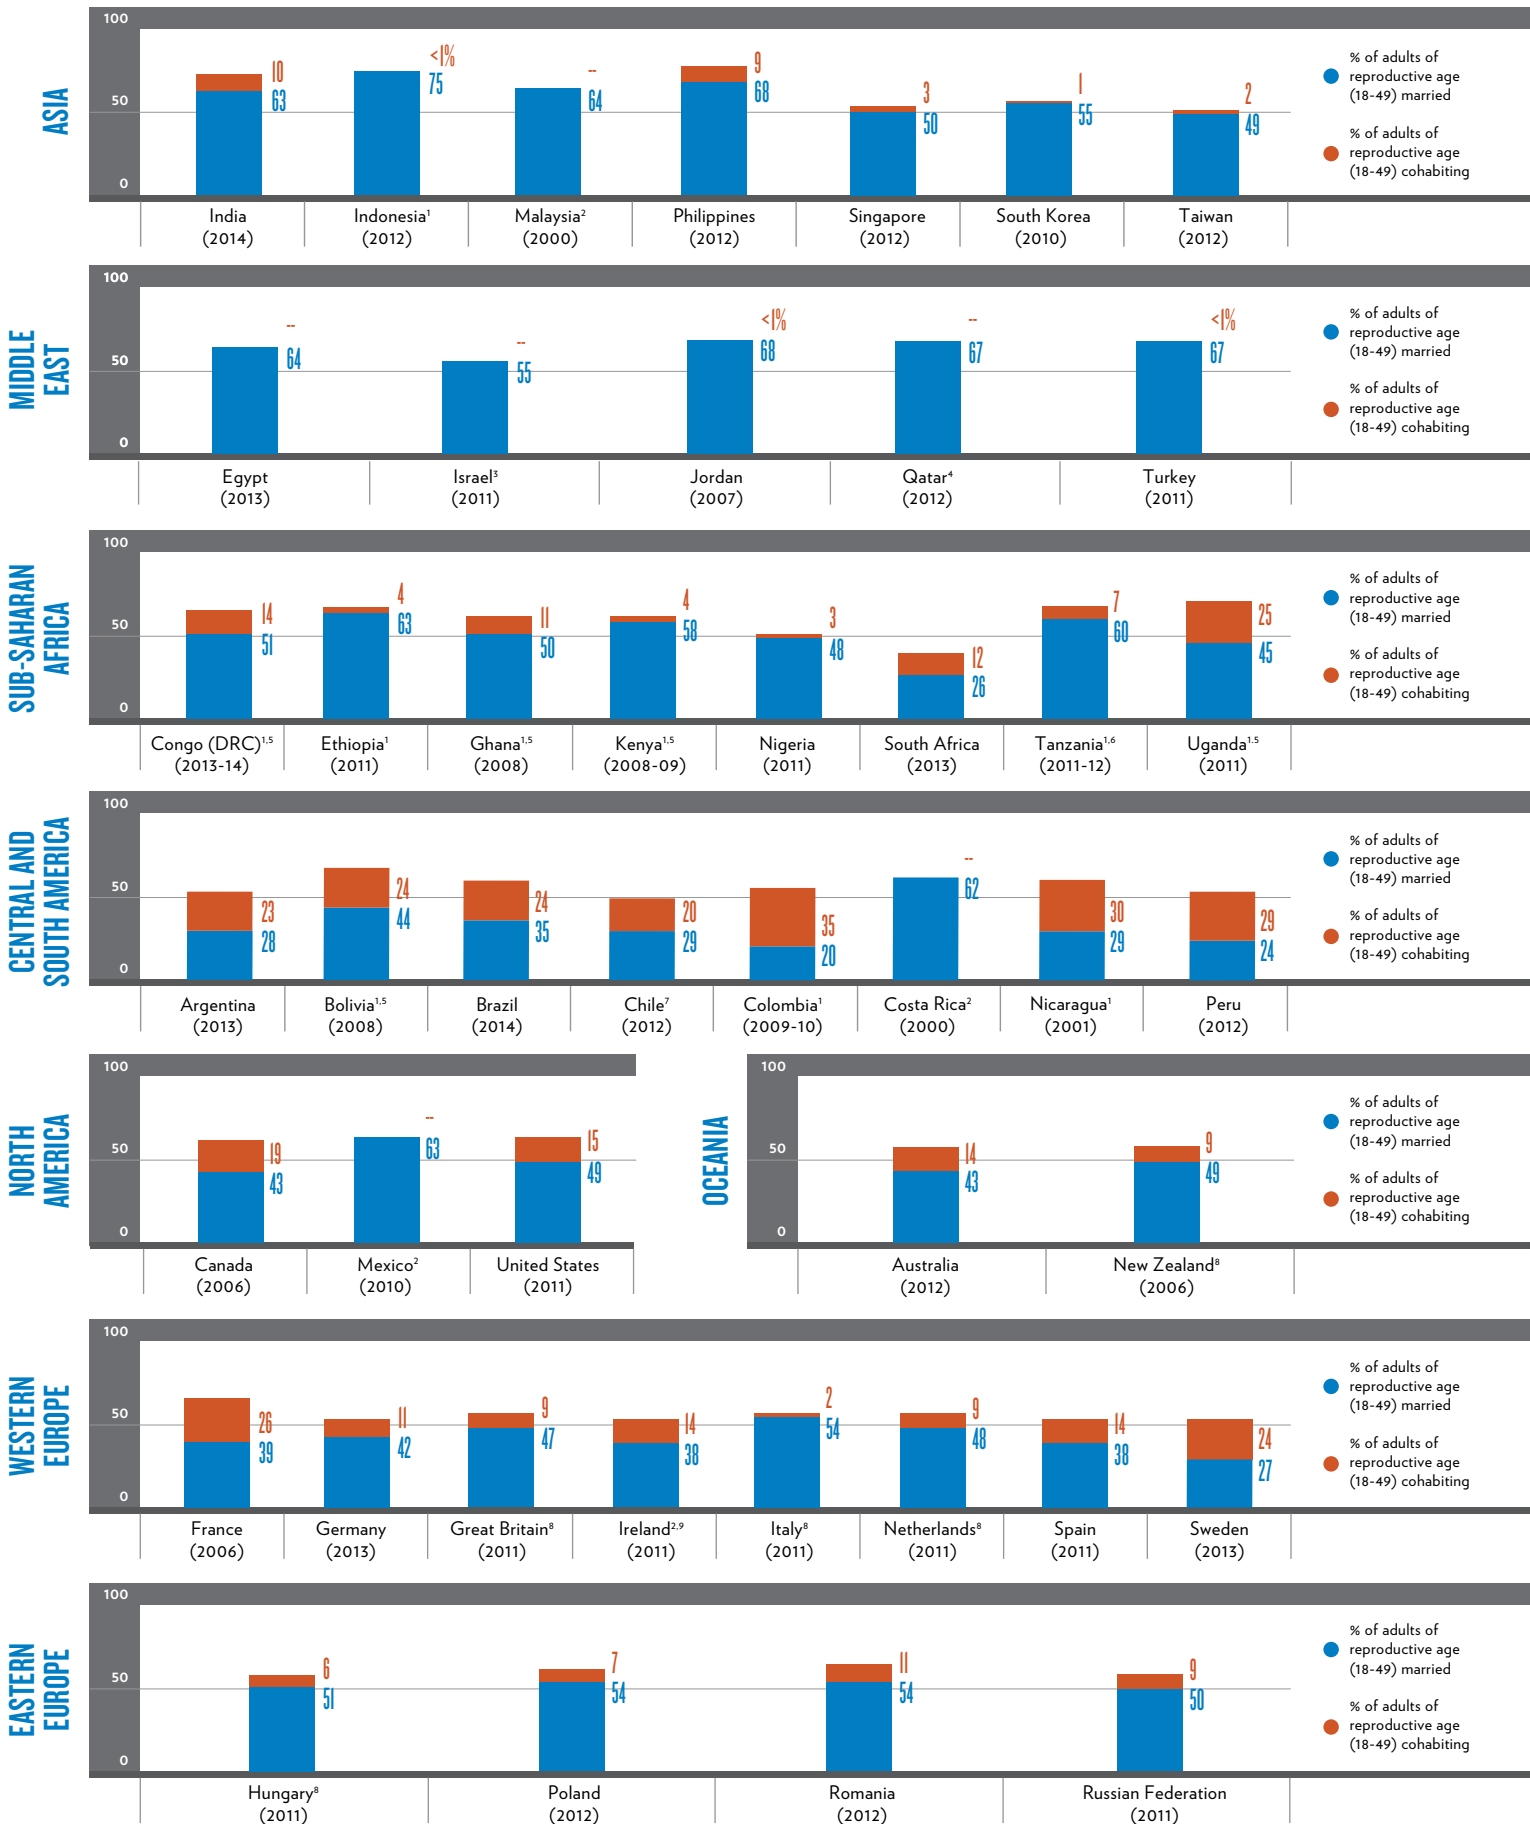 ASIA
100
50
0
10
63
<1%
75
--
64
9
68
3
50
1
55
2
49
India
(2014)
Indonesia¹
(2012)
Malaysia²
(2000)
Philippines
(2012)
Singapore
(2012)
South Korea
(2010)
Taiwan
(2012)
% of adults of
reproductive age
(18-49) married
% of adults of
reproductive age
(18-49) cohabiting
MIDDLE
EAST
100
50
0
--
64
--
55
<1%
68
--
67
<1%
67
Egypt
(2013)
Israel³
(2011)
Jordan
(2007)
Qatar⁴
(2012)
Turkey
(2011)
% of adults of
reproductive age
(18-49) married
% of adults of
reproductive age
(18-49) cohabiting
SUB-SAHARAN
AFRICA
100
50
0
14
51
4
63
11
50
4
58
3
48
12
26
7
60
25
45
Congo (DRC)¹,⁵
(2013-14)
Ethiopia¹
(2011)
Ghana¹,⁵
(2008)
Kenya¹,⁵
(2008-09)
Nigeria
(2011)
South Africa
(2013)
Tanzania¹,⁶
(2011-12)
Uganda¹,⁵
(2011)
% of adults of
reproductive age
(18-49) married
% of adults of
reproductive age
(18-49) cohabiting
CENTRAL AND
SOUTH AMERICA
100
50
0
23
28
24
44
24
35
20
29
35
20
--
62
30
29
29
24
Argentina
(2013)
Bolivia¹,⁵
(2008)
Brazil
(2014)
Chile⁷
(2012)
Colombia¹
(2009-10)
Costa Rica²
(2000)
Nicaragua¹
(2001)
Peru
(2012)
% of adults of
reproductive age
(18-49) married
% of adults of
reproductive age
(18-49) cohabiting
NORTH
AMERICA
100
50
0
19
43
--
63
15
49
Canada
(2006)
Mexico²
(2010)
United States
(2011)
OCEANIA
100
50
0
14
43
9
49
Australia
(2012)
New Zealand⁸
(2006)
% of adults of
reproductive age
(18-49) married
% of adults of
reproductive age
(18-49) cohabiting
WESTERN
EUROPE
100
50
0
26
39
11
42
9
47
14
38
2
54
9
48
14
38
24
27
France
(2006)
Germany
(2013)
Great Britain⁸
(2011)
Ireland²,⁹
(2011)
Italy⁸
(2011)
Netherlands⁸
(2011)
Spain
(2011)
Sweden
(2013)
% of adults of
reproductive age
(18-49) married
% of adults of
reproductive age
(18-49) cohabiting
EASTERN
EUROPE
100
50
0
6
51
7
54
11
54
9
50
Hungary⁸
(2011)
Poland
(2012)
Romania
(2012)
Russian Federation
(2011)
% of adults of
reproductive age
(18-49) married
% of adults of
reproductive age
(18-49) cohabiting